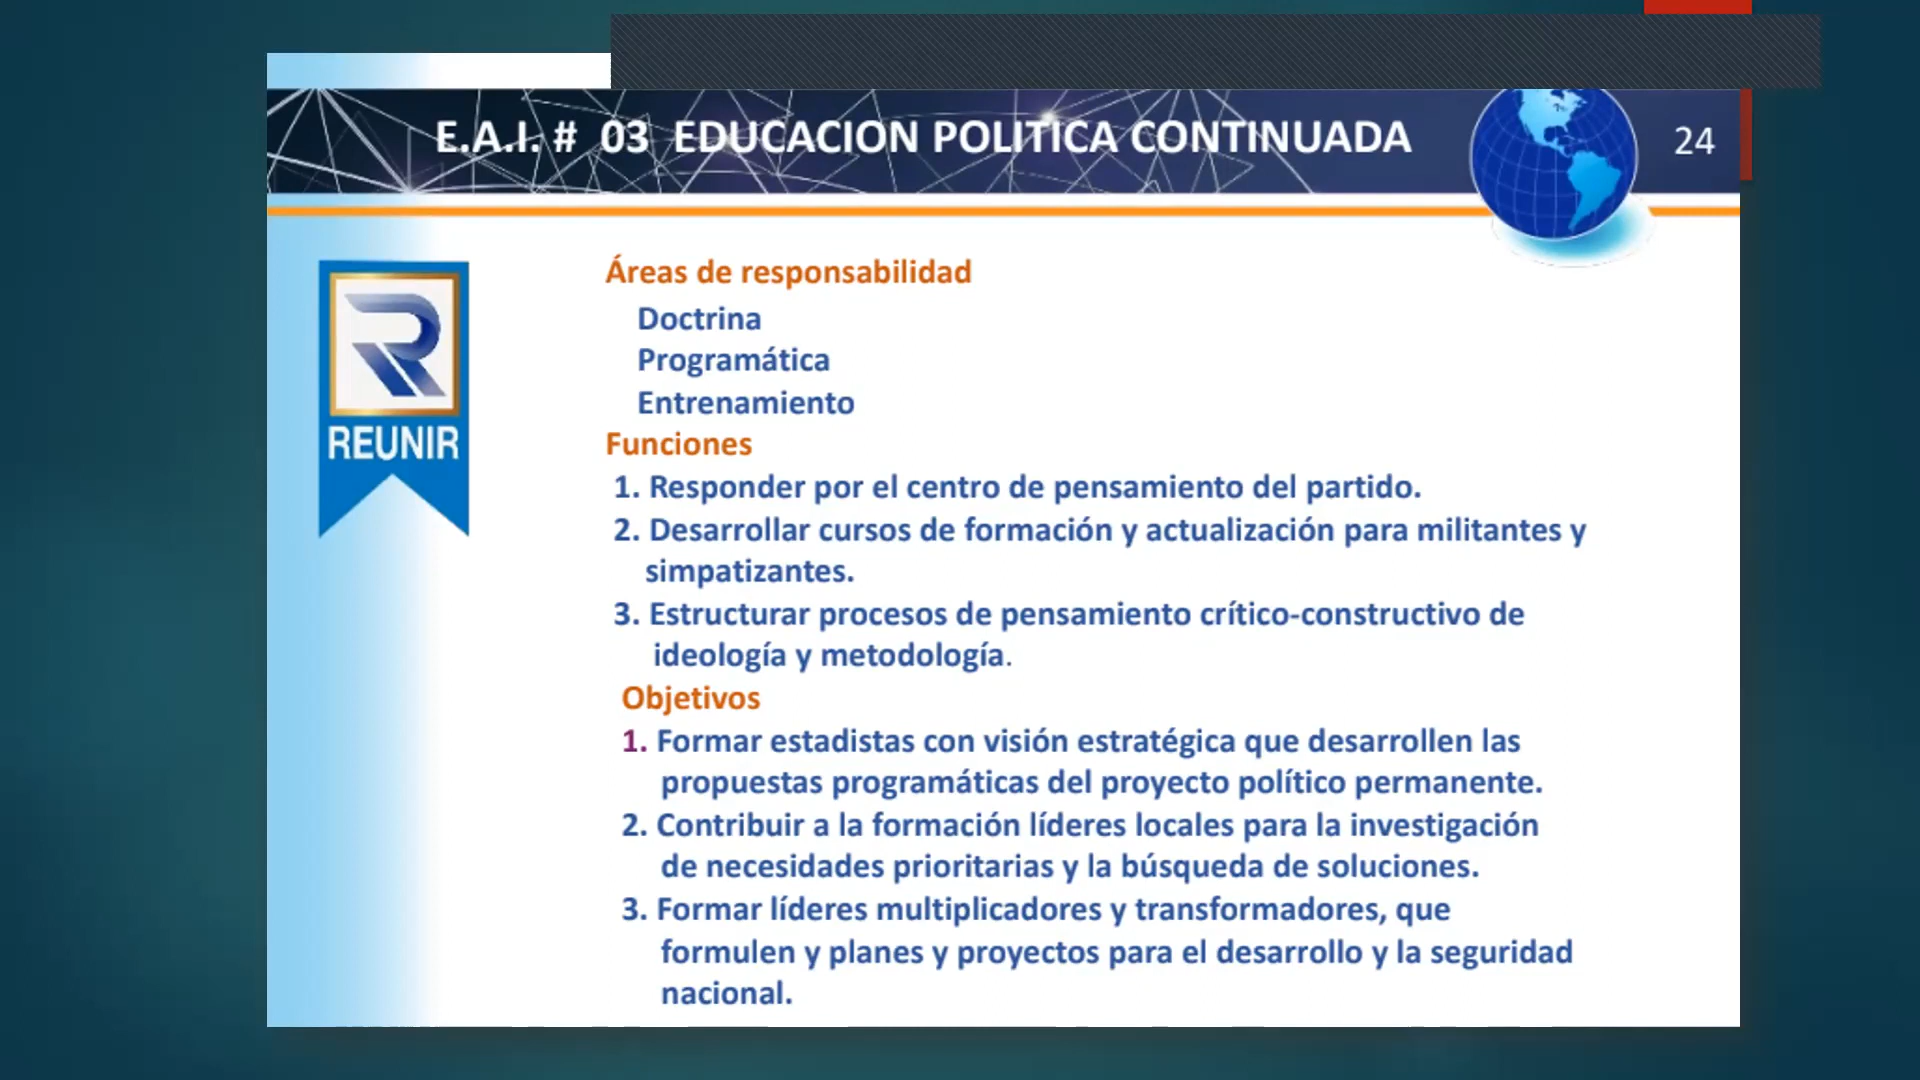 E.A.I. # 03 EDUCACION POLITICA CONTINUADA
24
REUNIR
Áreas de responsabilidad
Doctrina
Programática
Entrenamiento
Funciones
1. Responder por el centro de pensamiento del partido.
2. Desarrollar cursos de formación y actualización para militantes y
simpatizantes.
3. Estructurar procesos de pensamiento crítico-constructivo de
ideología y metodología.
Objetivos
1. Formar estadistas con visión estratégica que desarrollen las
propuestas programáticas del proyecto político permanente.
2. Contribuir a la formación líderes locales para la investigación
de necesidades prioritarias y la búsqueda de soluciones.
3. Formar líderes multiplicadores y transformadores, que
formulen y planes y proyectos para el desarrollo y la seguridad
nacional.